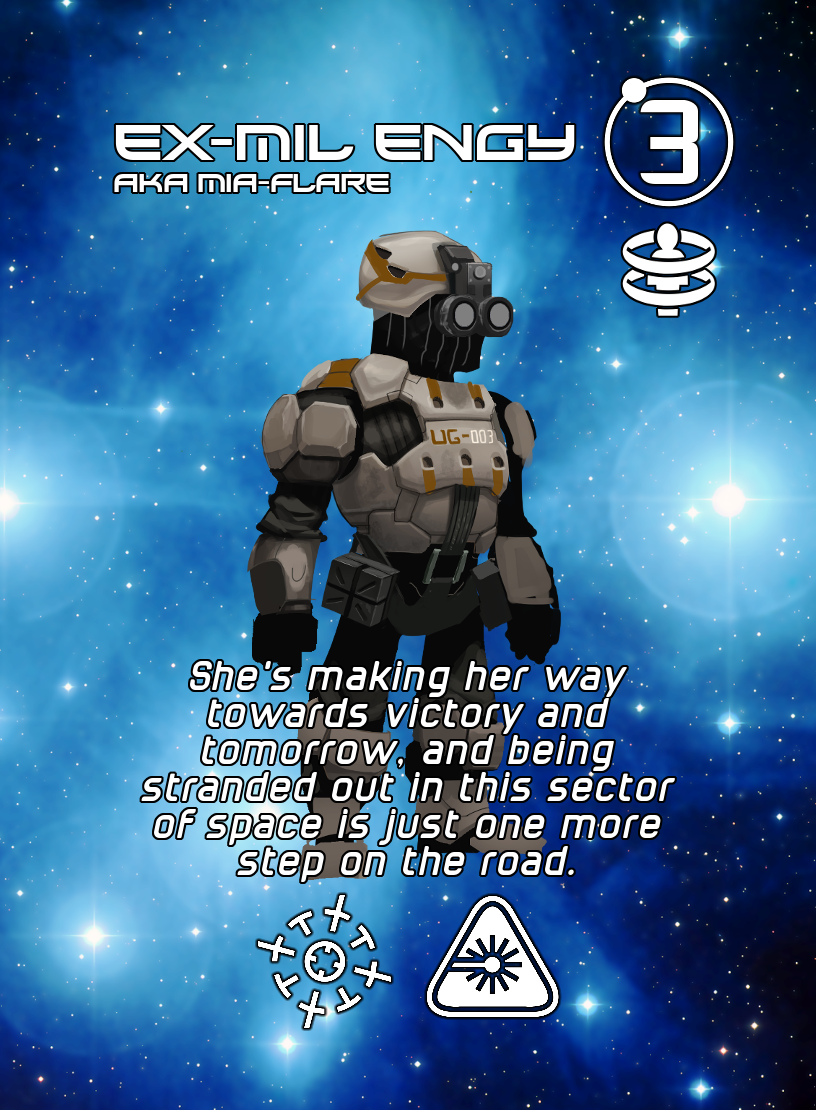 EX-MIL ENGY
3
AKA MIA-FLARE
UG-003
She's making her way
towards victory and
tomorrow, and being
stranded out in this sector
of space is just one more
step on the road.